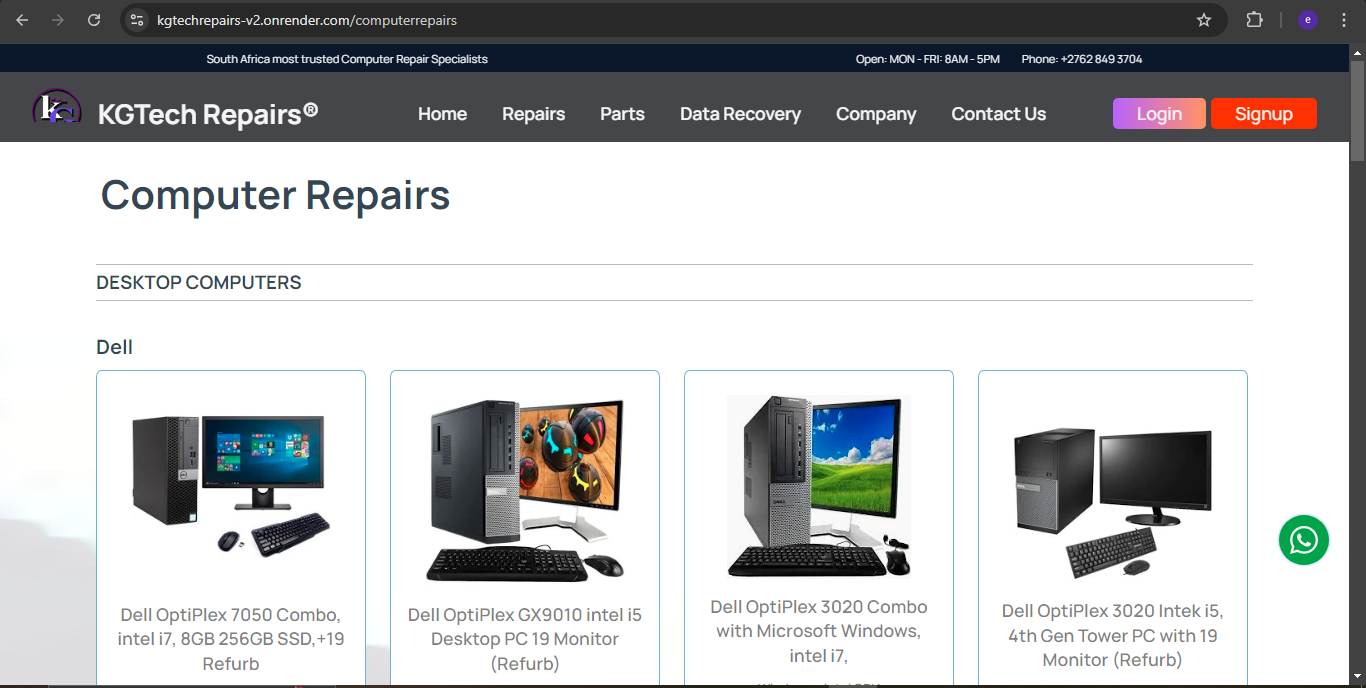 kgtechrepairs-v2.onrender.com/computerrepairs
e
South Africa most trusted Computer Repair Specialists
Open: MON - FRI: 8AM - 5PM
Phone: +2762 849 3704
KGTech Repairs®
Home
Repairs
Parts
Data Recovery
Company
Contact Us
Login
Signup
Computer Repairs
DESKTOP COMPUTERS
Dell
Dell OptiPlex 7050 Combo,
intel i7, 8GB 256GB SSD,+19
Refurb
Dell OptiPlex GX9010 intel i5
Desktop PC 19 Monitor
(Refurb)
Dell OptiPlex 3020 Combo
with Microsoft Windows,
intel i7,
Dell OptiPlex 3020 Intek i5,
4th Gen Tower PC with 19
Monitor (Refurb)